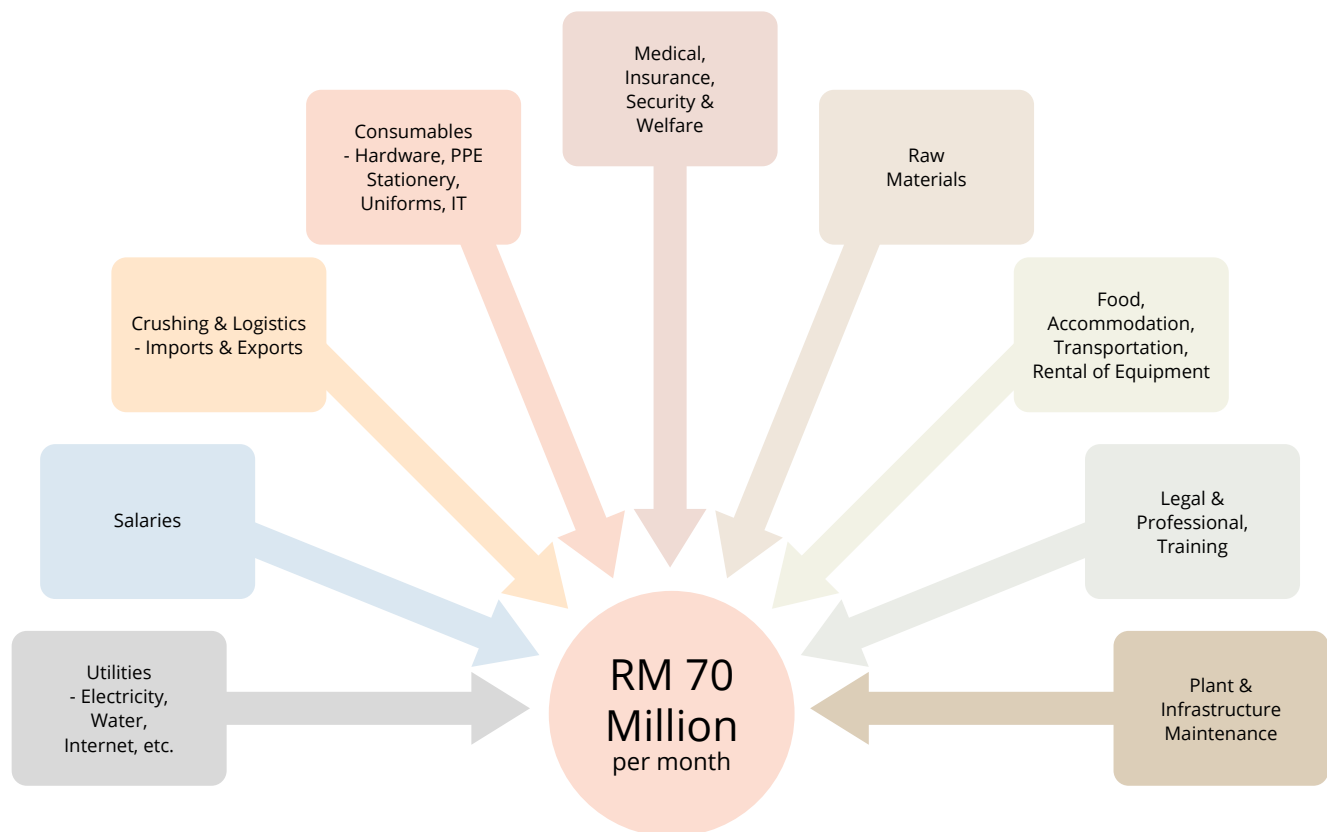 Medical,
Insurance,
Security &
Welfare
Consumables
- Hardware, PPE
Stationery,
Uniforms, IT
Raw
Materials
Crushing & Logistics
- Imports & Exports
Food,
Accommodation,
Transportation,
Rental of Equipment
Salaries
Legal &
Professional,
Training
Utilities
- Electricity,
Water,
Internet, etc.
RM 70
Million
per month
Plant &
Infrastructure
Maintenance